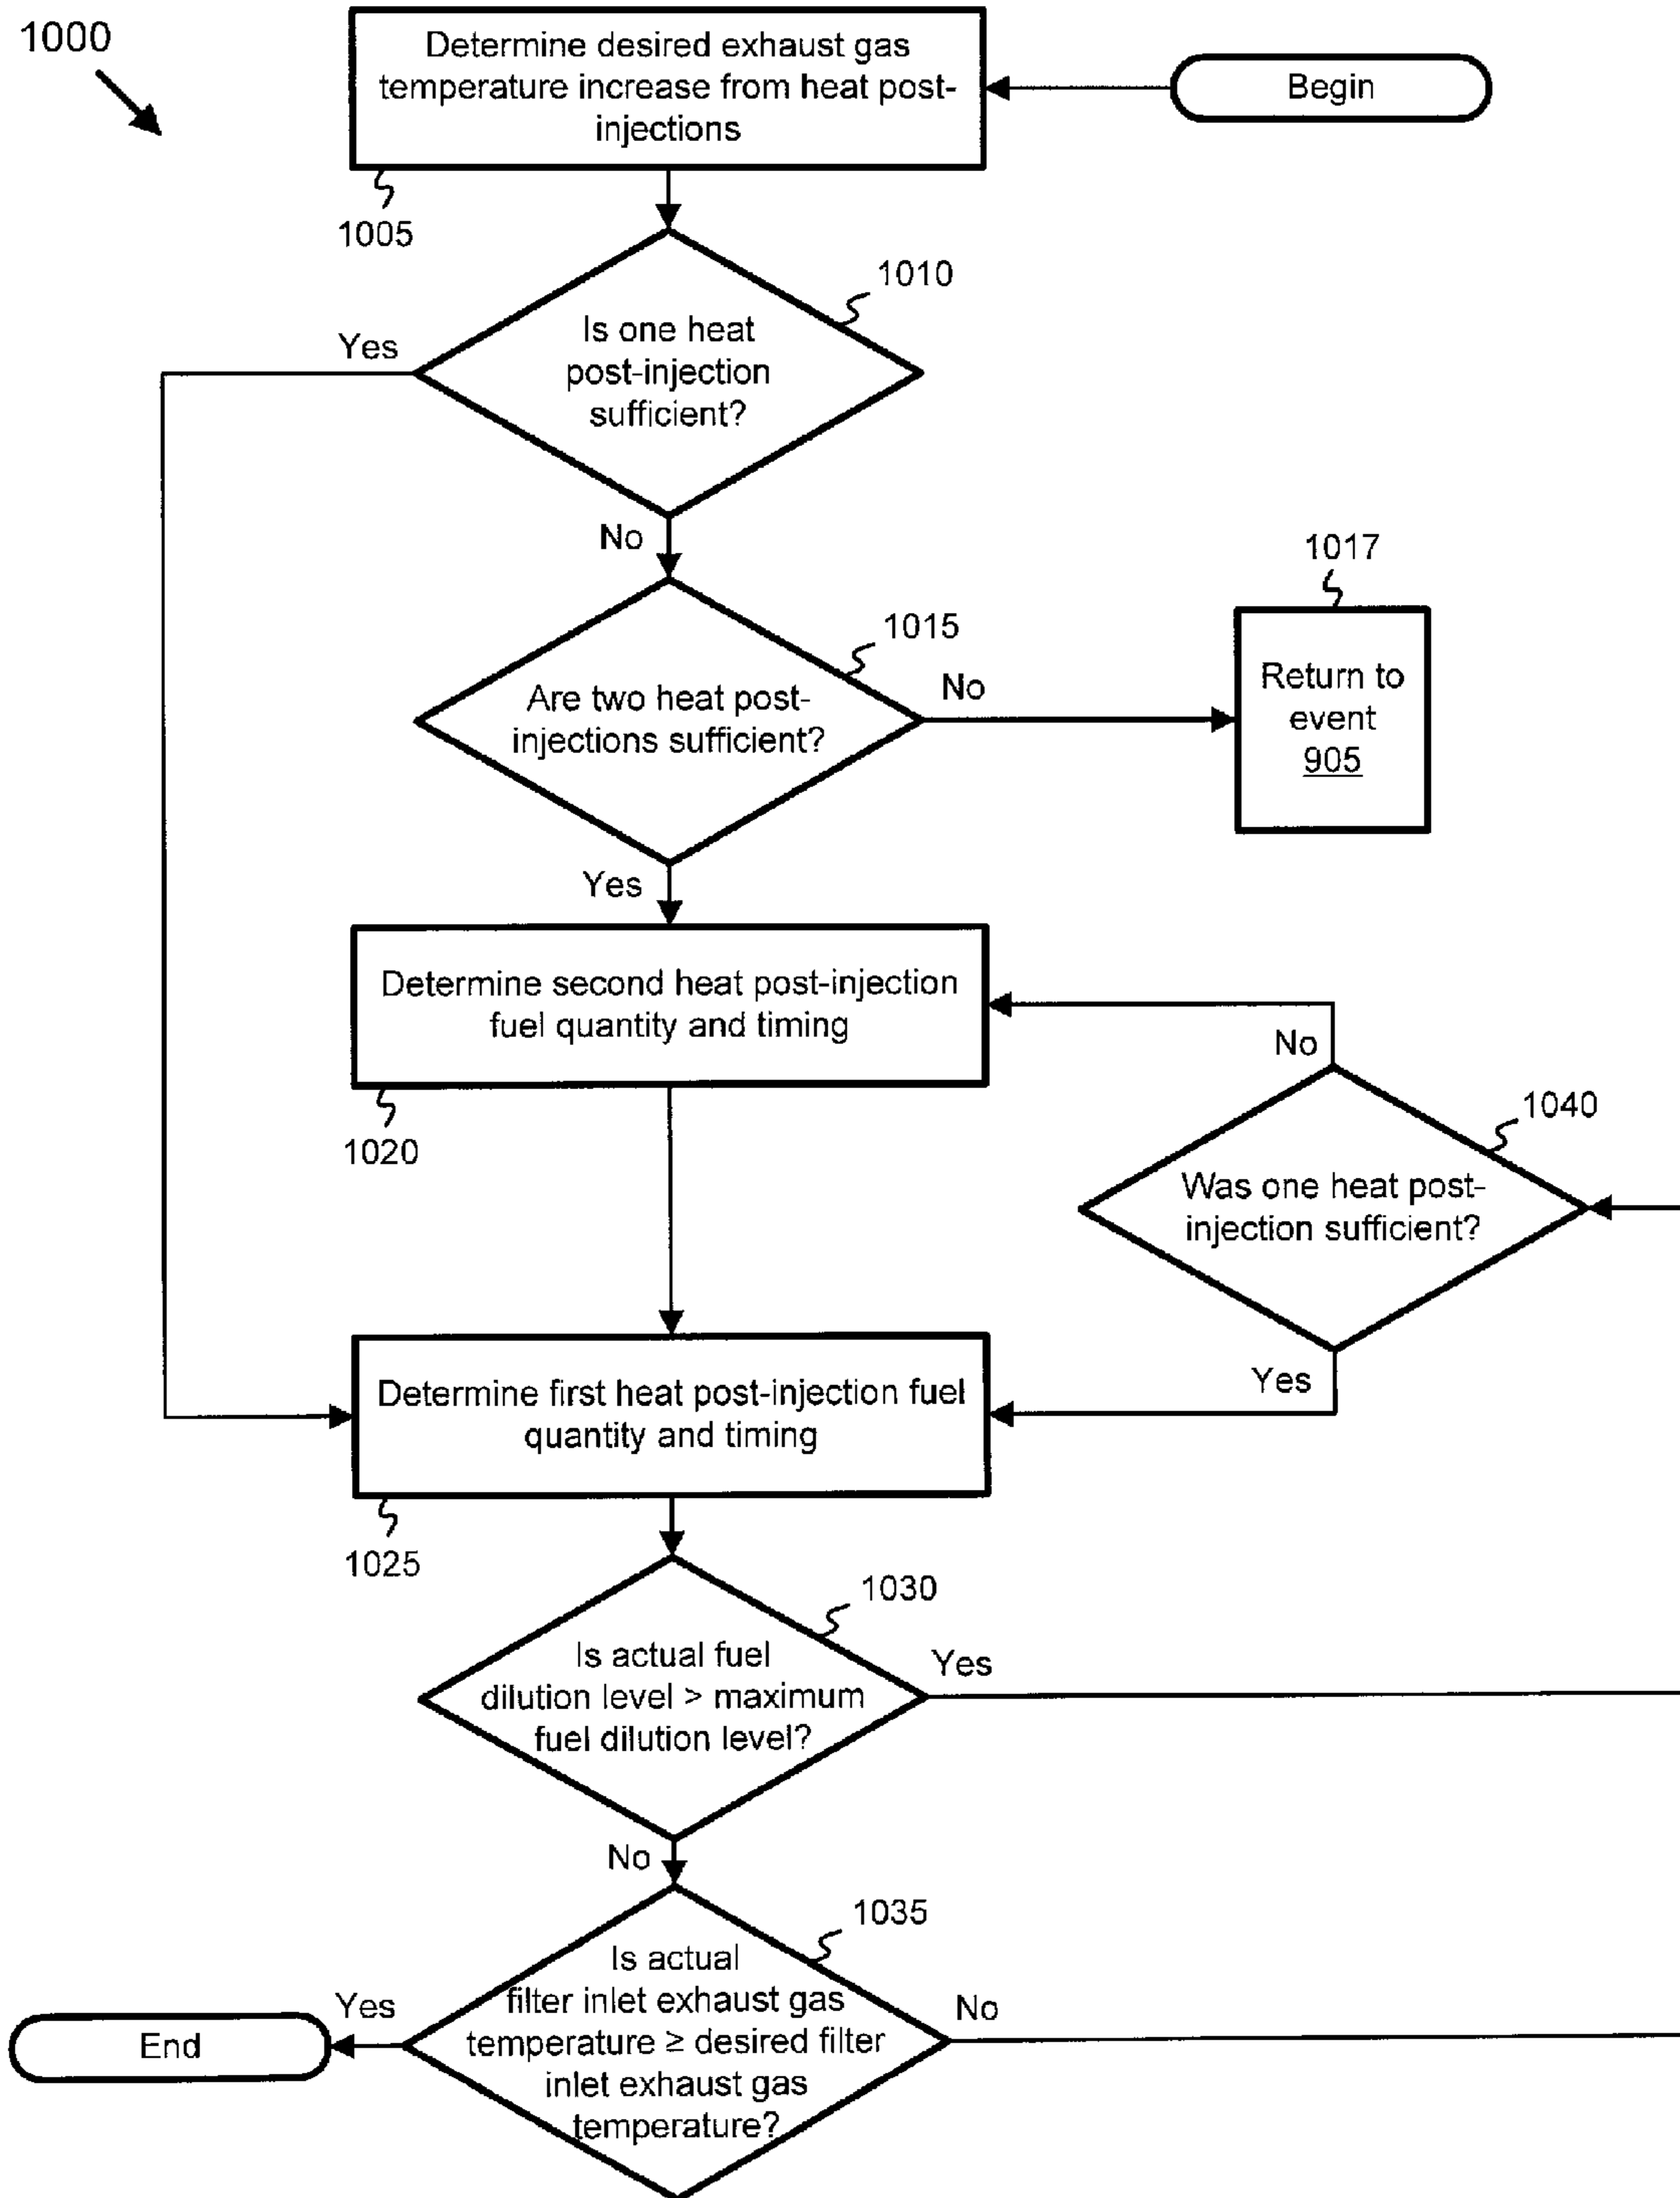 1000
Determine desired exhaust gas
temperature increase from heat post-
injections
Begin
1005
1010
Is one heat
post-injection
sufficient?
Yes
No
1017
1015
Are two heat post-
injections sufficient?
No
Return to
event
905
Yes
Determine second heat post-injection
fuel quantity and timing
No
1020
1040
Was one heat post-
injection sufficient?
Yes
Determine first heat post-injection fuel
quantity and timing
1025
1030
Is actual fuel
dilution level > maximum
fuel dilution level?
Yes
No
1035
Is actual
filter inlet exhaust gas
temperature ≥ desired filter
inlet exhaust gas
temperature?
Yes
No
End